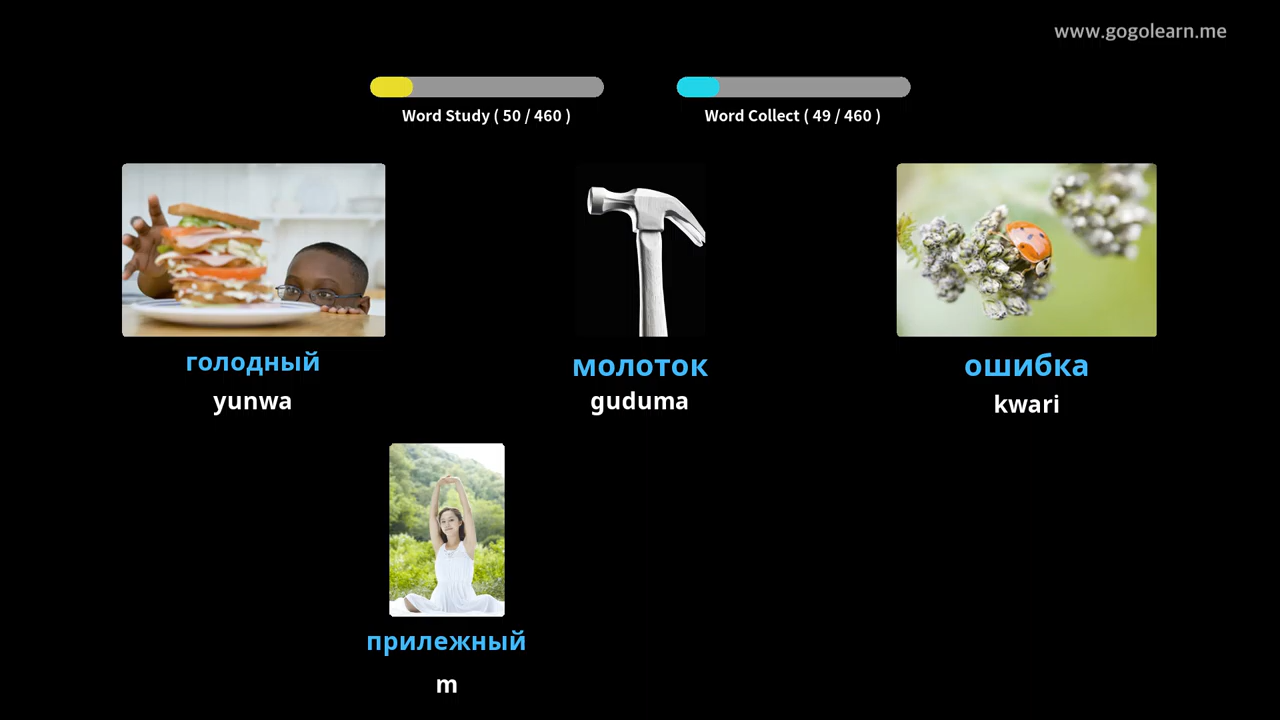 www.gogolearn.me
Word Study ( 50 / 460 )
Word Collect ( 49 / 460 )
голодный
yunwa
молоток
guduma
ошибка
kwari
прилежный
m